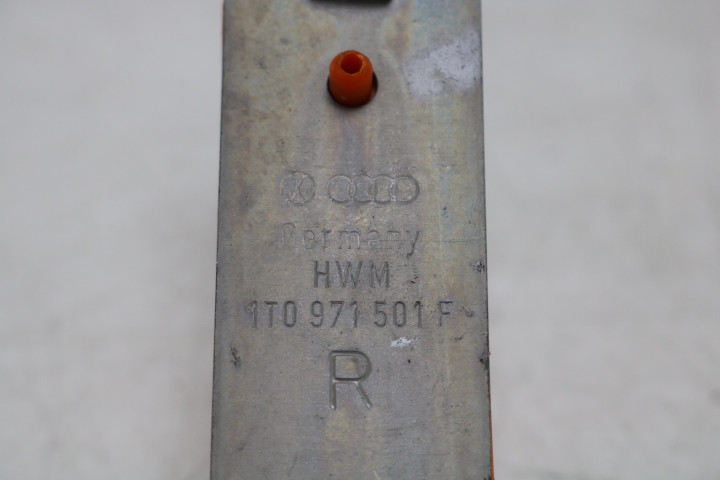 Germany
HWM
1T0 971 501 F
R